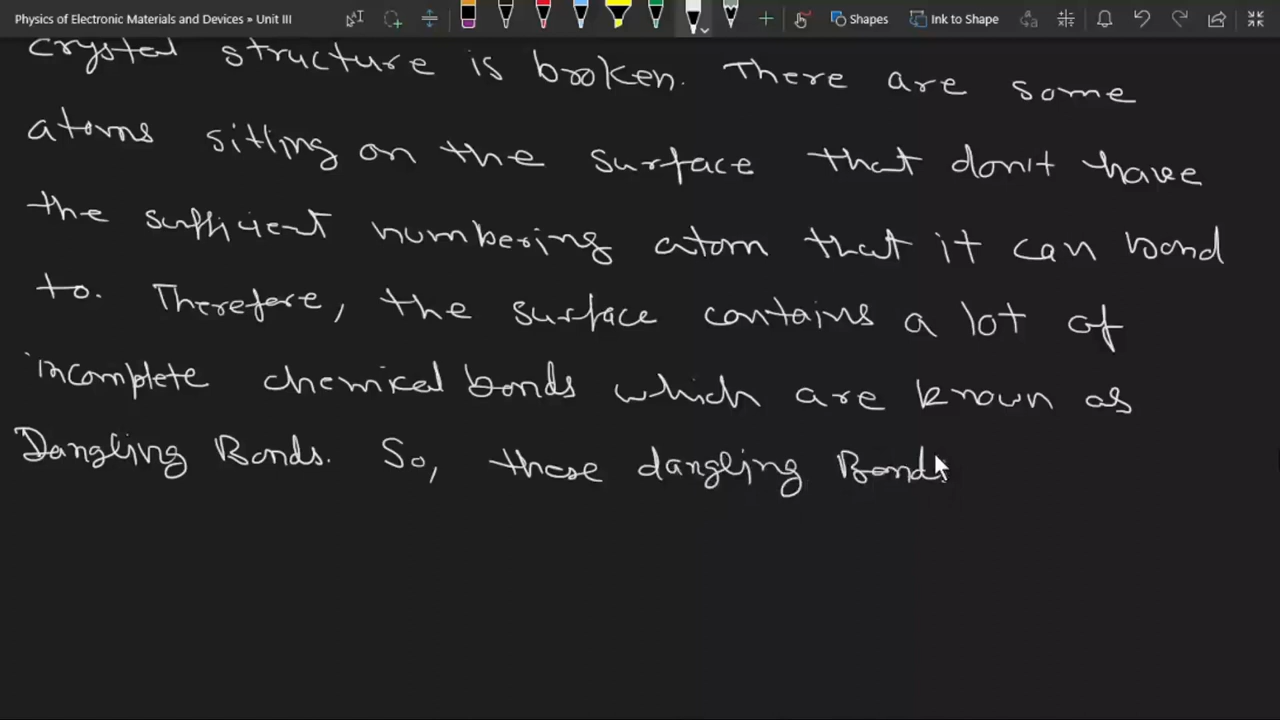 Physics of Electronic Materials and Devices » Unit III
Shapes
Ink to Shape
crystal structure is broken. There are some
atoms sitting on the surface that don't have
the sufficient numbering atom that it can bond
to. Therefore, the surface contains a lot of
incomplete chemical bonds which are known as
Dangling Bonds. So, these dangling Bonds